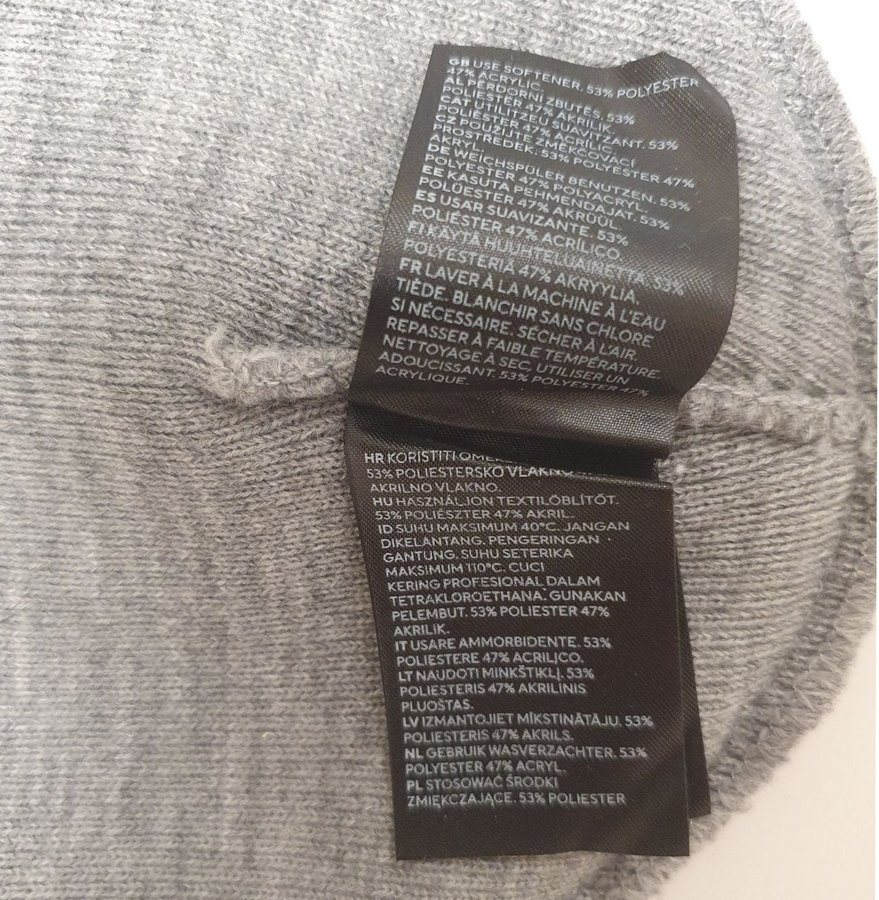 GB USE SOFTENER. 53% POLYESTER
47% ACRYLIC.
AL PËRDORNI ZBUTËS. 53%
POLIESTER 47% AKRILIK.
CAT UTILITZEU SUAVITZANT. 53%
POLIÈSTER 47% ACRÍLIC.
CZ POUŽIJTE ZMĚKČOVACÍ
PROSTŘEDEK. 53% POLYESTER 47%
AKRYL.
DE WEICHSPÜLER BENUTZEN. 53%
POLYESTER 47% POLYACRYL.
EE KASUTA PEHMENDAJAT. 53%
POLÜESTER 47% AKRÜÜL.
ES USAR SUAVIZANTE. 53%
POLIÉSTER 47% ACRÍLICO.
FI KÄYTÄ HUUHTELUAINETTA. 53%
POLYESTERIÄ 47% AKRYYLIA.
FR LAVER À LA MACHINE À L'EAU
TIÈDE. BLANCHIR SANS CHLORE
SI NÉCESSAIRE. SÉCHER À L'AIR.
REPASSER À FAIBLE TEMPÉRATURE.
NETTOYAGE À SEC. UTILISER UN
ADOUCISSANT. 53% POLYESTER 47%
ACRYLIQUE.
HR KORISTITI
53% POLIESTERSKO VLAKNO
AKRILNO VLAKNO.
HU HASZNÁLJON TEXTILÖBLÍTŐT.
53% POLIÉSZTER 47% AKRIL.
ID SUHU MAKSIMUM 40°C. JANGAN
DIKELANTANG. PENGERINGAN
GANTUNG. SUHU SETERIKA
MAKSIMUM 110°C. CUCI
KERING PROFESIONAL DALAM
TETRAKLOROETHANA. GUNAKAN
PELEMBUT. 53% POLIESTER 47%
AKRILIK.
IT USARE AMMORBIDENTE. 53%
POLIESTERE 47% ACRILICO.
LT NAUDOTI MINKŠTIKLĮ. 53%
POLIESTERIS 47% AKRILINIS
PLUOŠTAS.
LV IZMANTOJIET MĪKSTINĀTĀJU. 53%
POLIESTERIS 47% AKRILS.
NL GEBRUIK WASVERZACHTER. 53%
POLYESTER 47% ACRYL.
PL STOSOWAĆ ŚRODKI
ZMIĘKCZAJĄCE. 53% POLIESTER